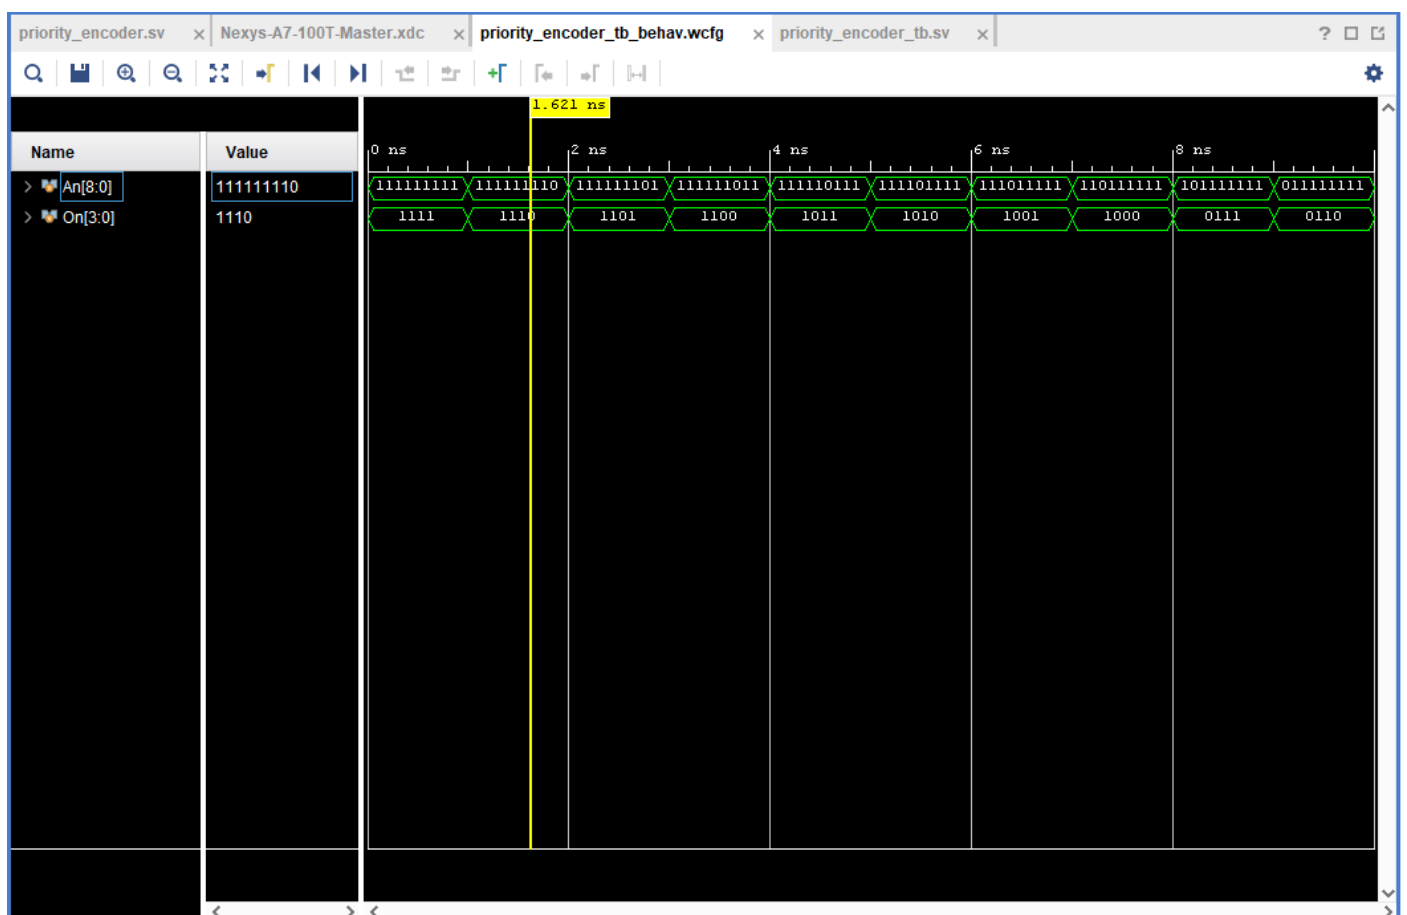 priority_encoder.sv × Nexys-A7-100T-Master.xdc × priority_encoder_tb_behav.wcfg × priority_encoder_tb.sv × ?
1.621 ns
Name Value 0 ns 2 ns 4 ns 6 ns 8 ns
An[8:0] 111111110 111111111 111111110 111111101 111111011 111110111 111101111 111011111 110111111 101111111 011111111
On[3:0] 1110 1111 1110 1101 1100 1011 1010 1001 1000 0111 0110